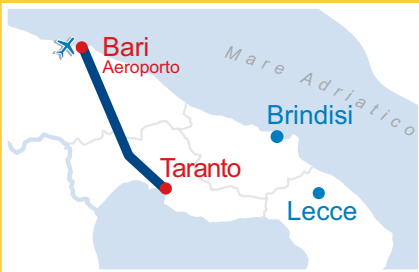 Bari
Aeroporto
Mare Adriatico
Brindisi
Taranto
Lecce